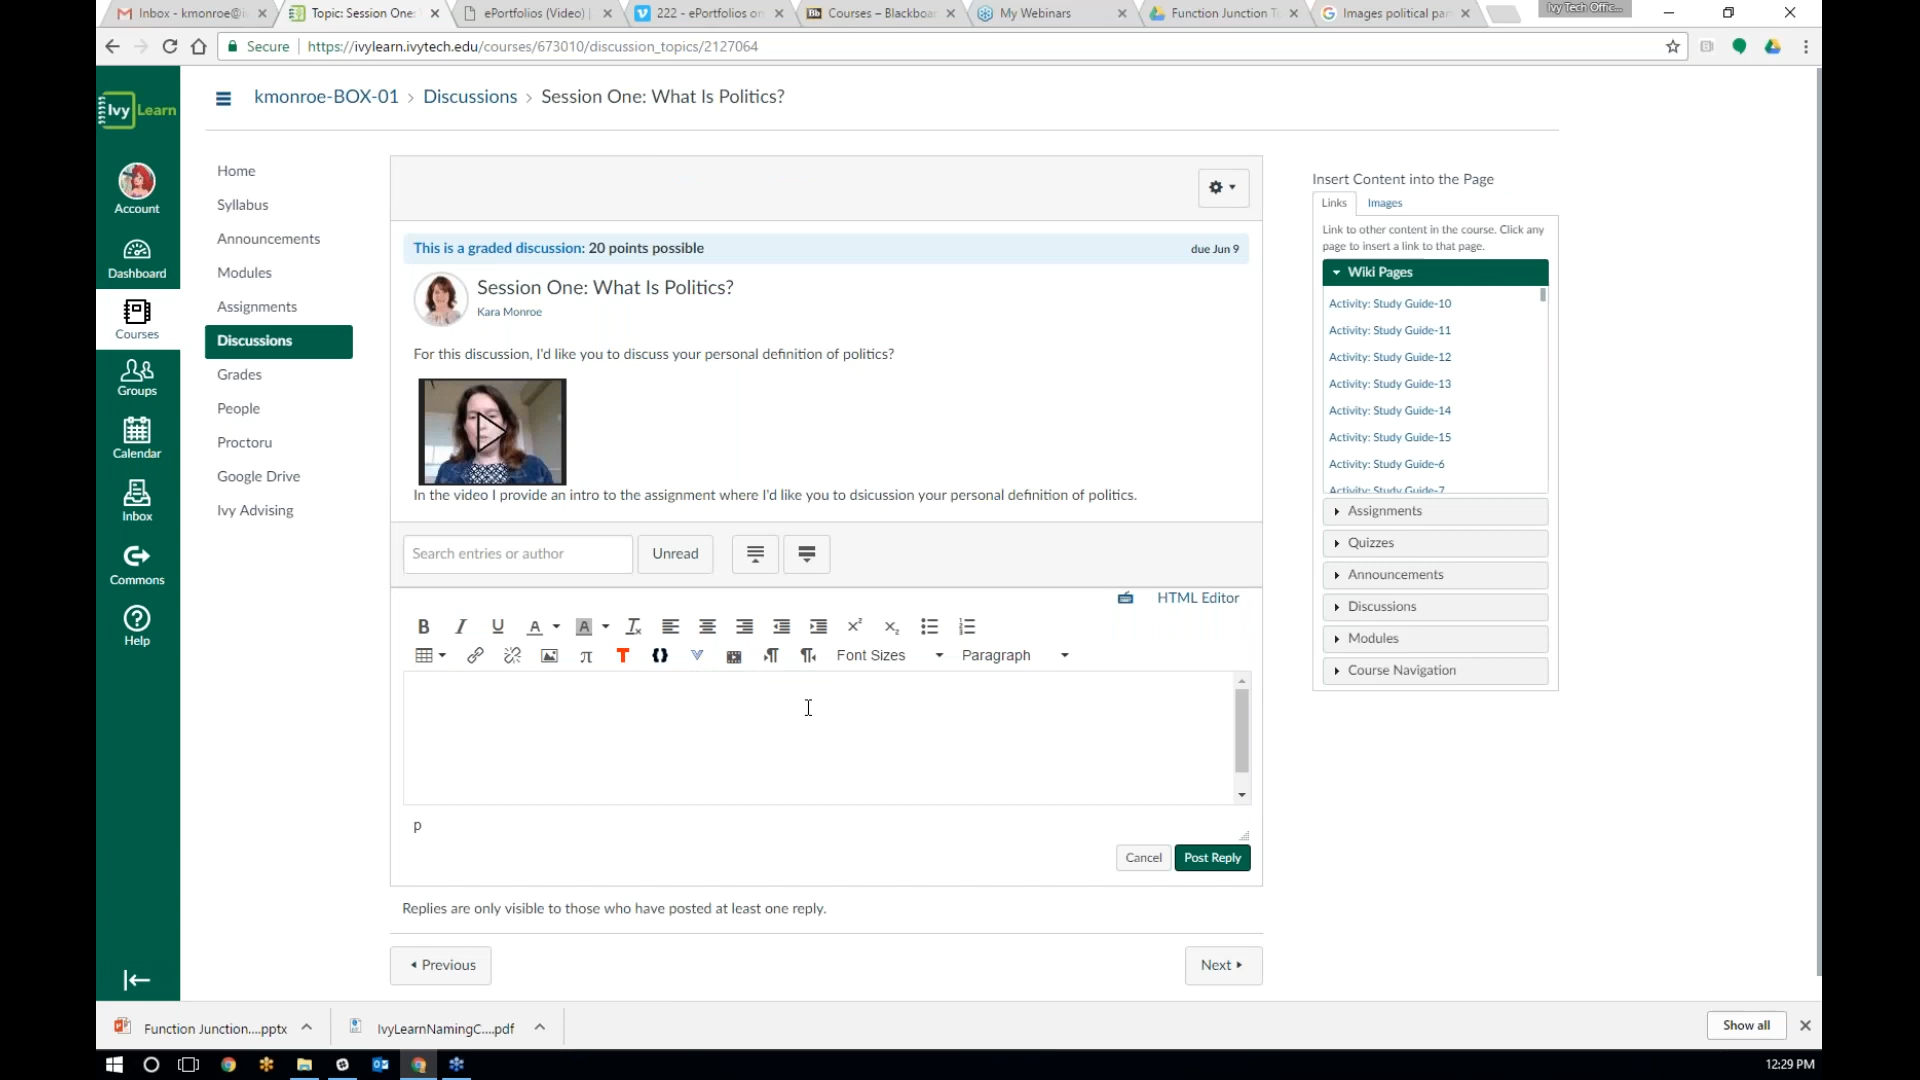 Inbox - kmonroe@i
Topic: Session One:
ePortfolios (Video) |
222 - ePortfolios on
Courses – Blackboar
My Webinars
Function Junction T
Images political par
Ivy Tech Offic...
Secure
https://ivylearn.ivytech.edu/courses/673010/discussion_topics/2127064
Ivy Learn
Account
Dashboard
Courses
Groups
Calendar
Inbox
Commons
Help
kmonroe-BOX-01 > Discussions > Session One: What Is Politics?
Home
Syllabus
Announcements
Modules
Assignments
Discussions
Grades
People
Proctoru
Google Drive
Ivy Advising
This is a graded discussion: 20 points possible
due Jun 9
Session One: What Is Politics?
Kara Monroe
For this discussion, I'd like you to discuss your personal definition of politics?
In the video I provide an intro to the assignment where I'd like you to dsicussion your personal definition of politics.
Search entries or author
Unread
HTML Editor
Font Sizes
Paragraph
p
Cancel
Post Reply
Replies are only visible to those who have posted at least one reply.
Previous
Next
Insert Content into the Page
Links
Images
Link to other content in the course. Click any
page to insert a link to that page.
Wiki Pages
Activity: Study Guide-10
Activity: Study Guide-11
Activity: Study Guide-12
Activity: Study Guide-13
Activity: Study Guide-14
Activity: Study Guide-15
Activity: Study Guide-6
Activity: Study Guide-7
Assignments
Quizzes
Announcements
Discussions
Modules
Course Navigation
Function Junction....pptx
IvyLearnNamingC....pdf
Show all
12:29 PM